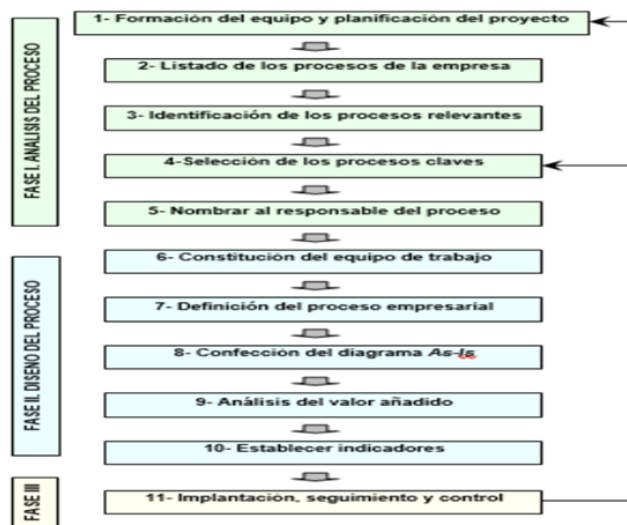 1- Formación del equipo y planificación del proyecto
2- Listado de los procesos de la empresa
3- Identificación de los procesos relevantes
4-Selección de los procesos claves
5- Nombrar al responsable del proceso
FASE I. ANALISIS DEL PROCESO
6- Constitución del equipo de trabajo
7- Definición del proceso empresarial
8- Confección del diagrama As-Is
9- Análisis del valor añadido
10- Establecer indicadores
FASE II. DISEÑO DEL PROCESO
11- Implantación, seguimiento y control
FASE III